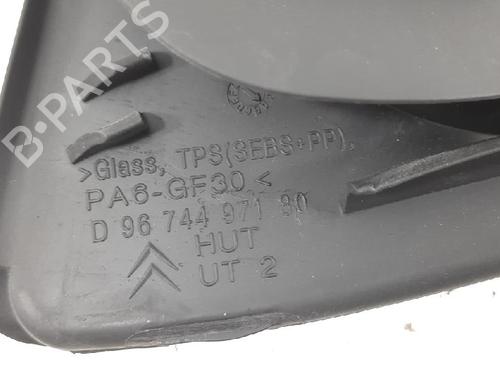 B-PARTS
>Glass, TPS(SEBS+PP),
PA6-GF30<
D 96 744 971 80
HUT
UT 2